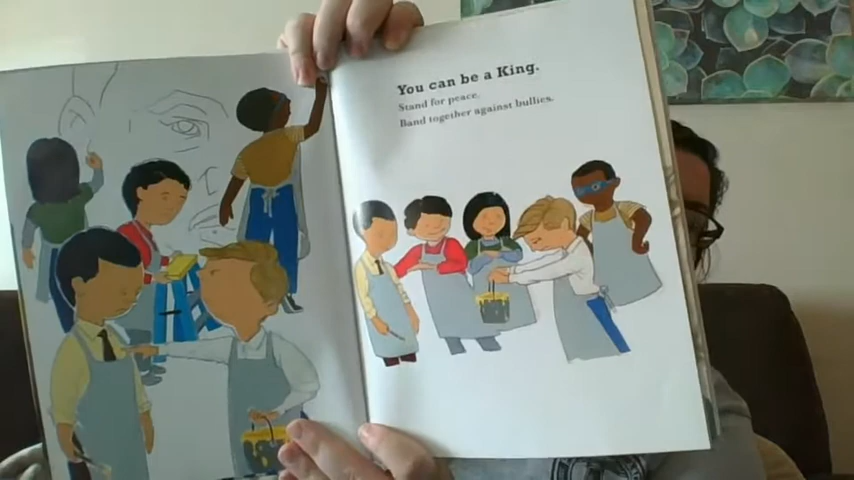 You can be a King.
Stand for peace.
Band together against bullies.